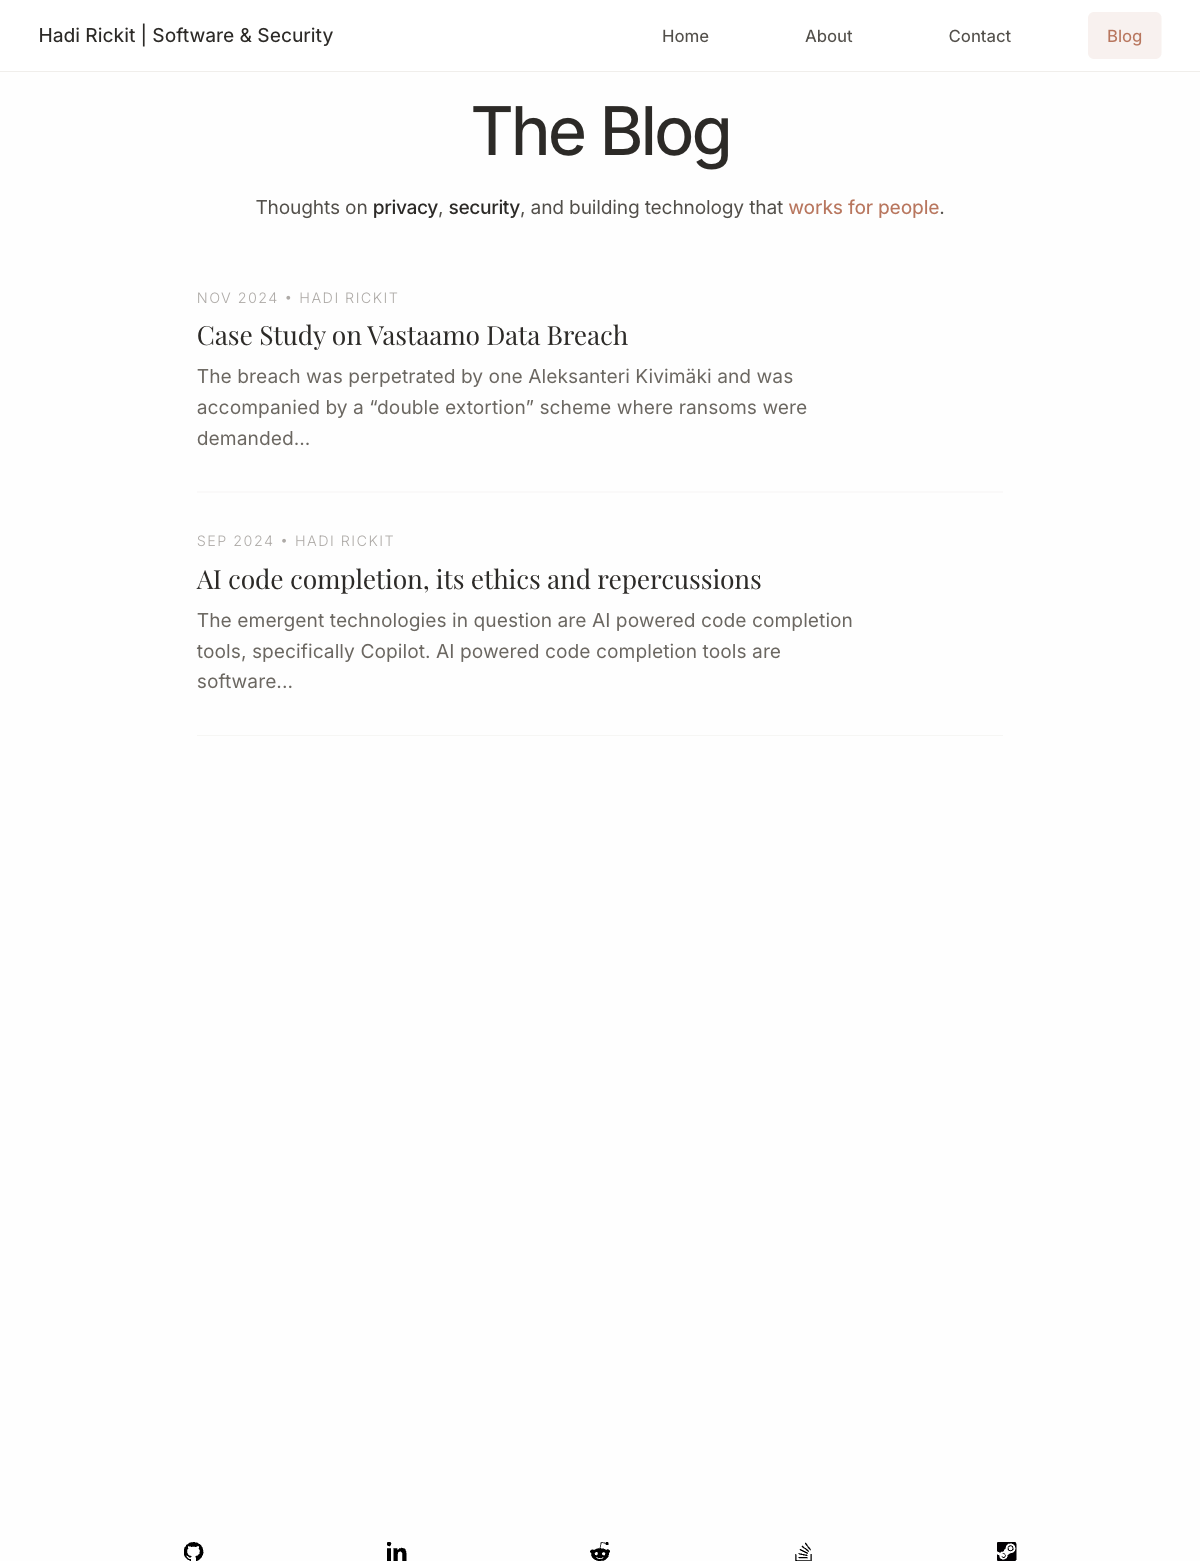 Hadi Rickit | Software & Security
Home
About
Contact
Blog
The Blog
Thoughts on privacy, security, and building technology that works for people.
NOV 2024 • HADI RICKIT
Case Study on Vastaamo Data Breach
The breach was perpetrated by one Aleksanteri Kivimäki and was
accompanied by a “double extortion” scheme where ransoms were
demanded...
SEP 2024 • HADI RICKIT
AI code completion, its ethics and repercussions
The emergent technologies in question are AI powered code completion
tools, specifically Copilot. AI powered code completion tools are
software...